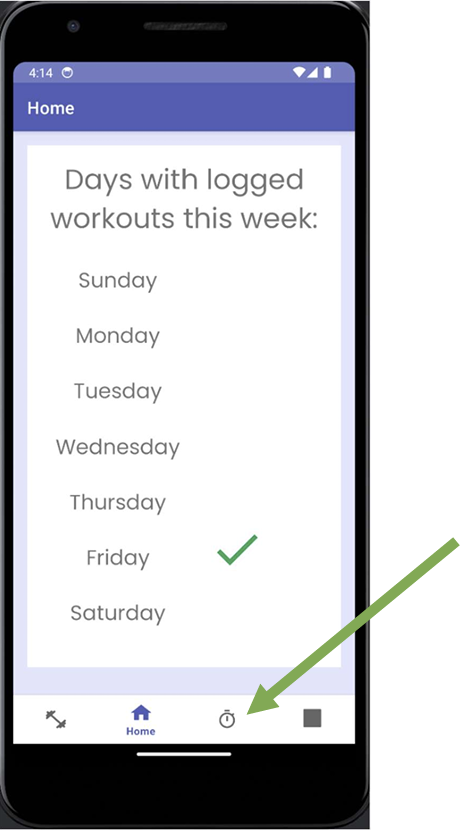 4:14
Home
Days with logged
workouts this week:
Sunday
Monday
Tuesday
Wednesday
Thursday
Friday
Saturday
Home